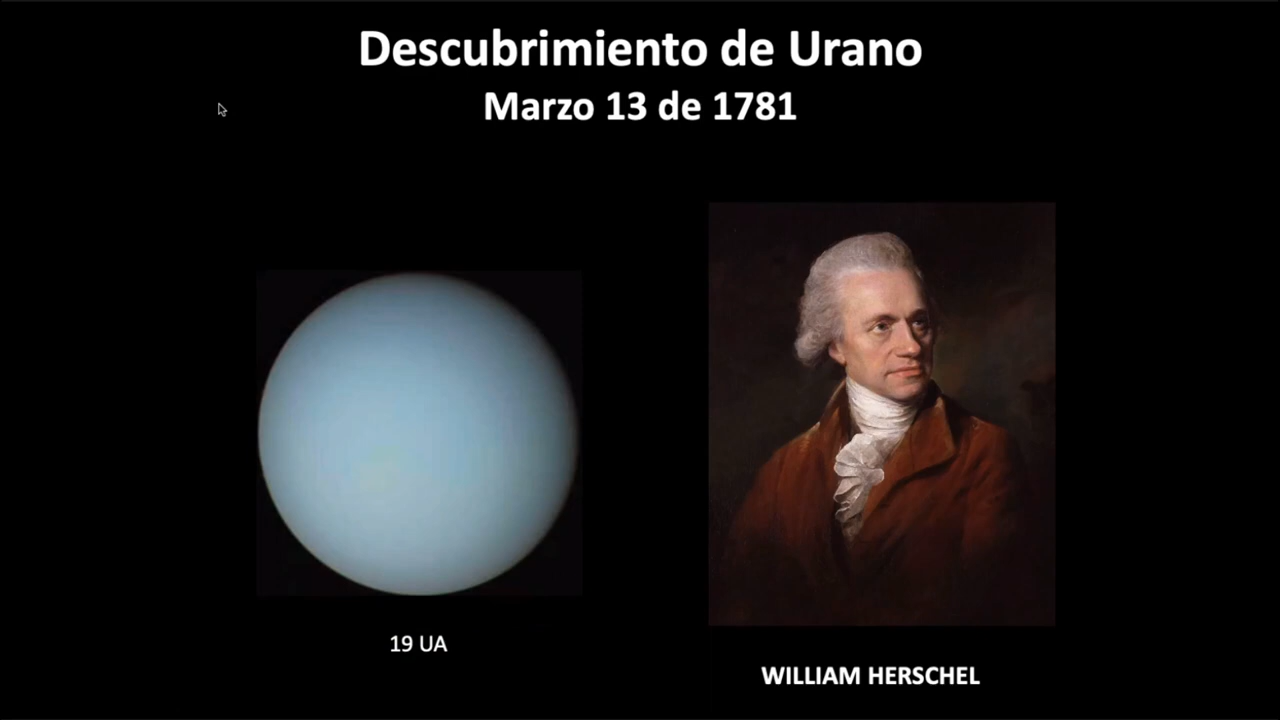 Descubrimiento de Urano
Marzo 13 de 1781
19 UA
WILLIAM HERSCHEL